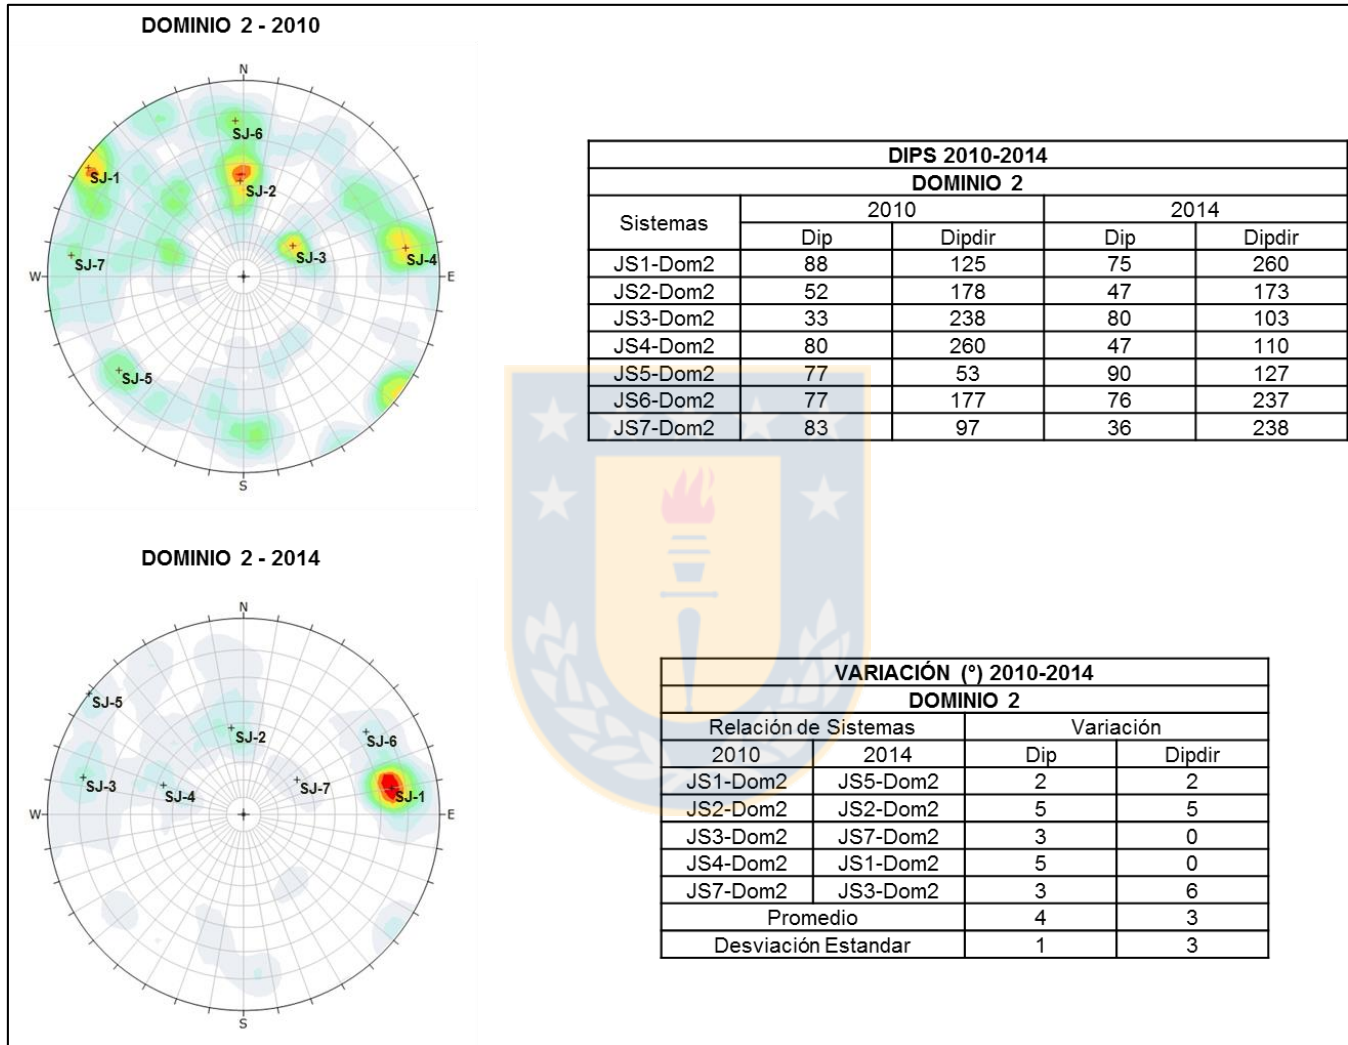 DOMINIO 2 - 2010
N
SJ-6
SJ-1
SJ-2
SJ-3
SJ-4
SJ-7
W
E
SJ-5
S
DIPS 2010-2014
DOMINIO 2
Sistemas 2010 2014
Dip Dipdir Dip Dipdir
JS1-Dom2 88 125 75 260
JS2-Dom2 52 178 47 173
JS3-Dom2 33 238 80 103
JS4-Dom2 80 260 47 110
JS5-Dom2 77 53 90 127
JS6-Dom2 77 177 76 237
JS7-Dom2 83 97 36 238
DOMINIO 2 - 2014
N
SJ-5
SJ-2
SJ-6
SJ-3
SJ-4
SJ-7
SJ-1
W
E
S
VARIACIÓN (°) 2010-2014
DOMINIO 2
Relación de Sistemas Variación
2010 2014 Dip Dipdir
JS1-Dom2 JS5-Dom2 2 2
JS2-Dom2 JS2-Dom2 5 5
JS3-Dom2 JS7-Dom2 3 0
JS4-Dom2 JS1-Dom2 5 0
JS7-Dom2 JS3-Dom2 3 6
Promedio 4 3
Desviación Estandar 1 3